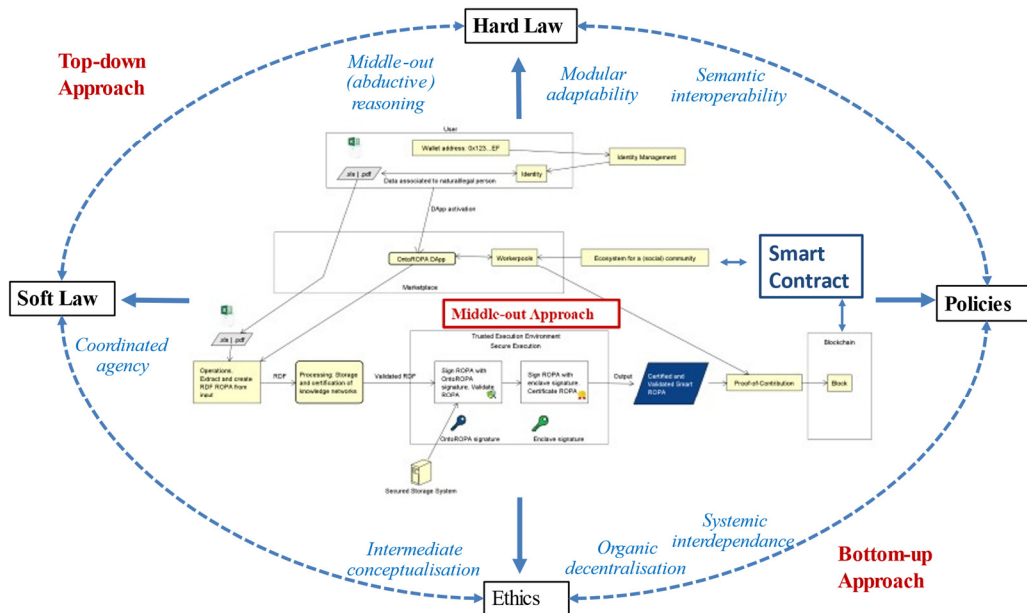 Hard Law
Top-down
Approach
Middle-out
(abductive)
reasoning
Modular
adaptability
Semantic
interoperability
User
Wallet address: 0x123...EF
Identity Management
.xls | .pdf
Identity
Data associated to natural/legal person
DApp activation
OntoROPA DApp
Workerpools
Ecosystem for a (social) community
Marketplace
Smart
Contract
Soft Law
Policies
Middle-out Approach
Coordinated
agency
.xls | .pdf
Trusted Execution Environment
Secure Execution
Blockchain
Operations.
Extract and create
RDF ROPA from
input
RDF
Processing: Storage
and certification of
knowledge networks
Validated RDF
Sign ROPA with
OntoROPA
signature. Validate
ROPA
Sign ROPA with
enclave signature.
Certificate ROPA
Output
Certified and
Validated Smart
ROPA
Proof-of-Contribution
Block
OntoROPA signature
Enclave signature
Secured Storage System
Intermediate
conceptualisation
Organic
decentralisation
Systemic
interdependance
Bottom-up
Approach
Ethics